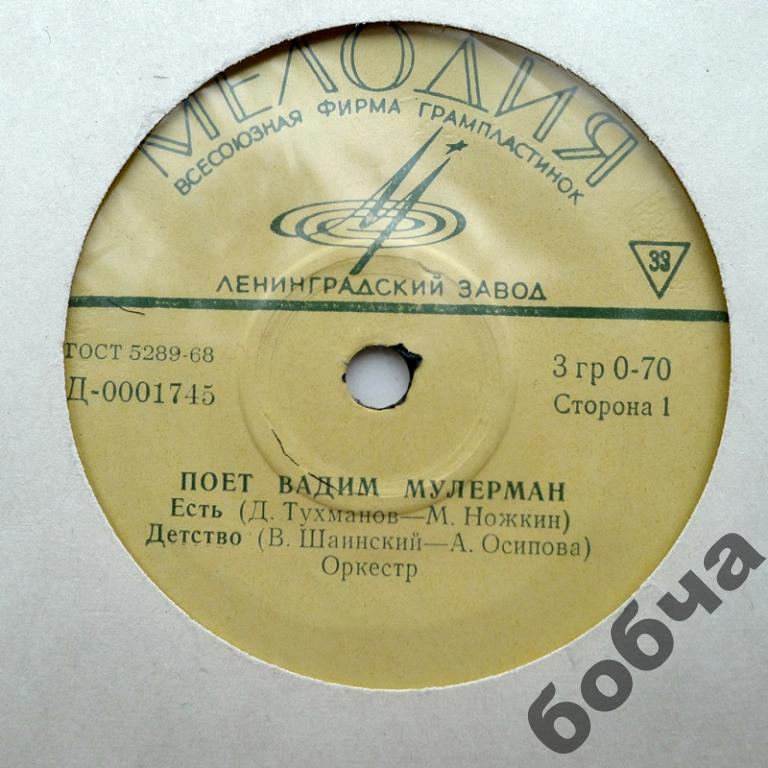 МЕЛОДИЯ
ВСЕСОЮЗНАЯ ФИРМА ГРАМПЛАСТИНОК
ЛЕНИНГРАДСКИЙ ЗАВОД
33
ГОСТ 5289-68
Д-0001745
3 гр 0-70
Сторона 1
ПОЕТ ВАДИМ МУЛЕРМАН
Есть (Д. Тухманов—М. Ножкин)
Детство (В. Шаинский—А. Осипова)
Оркестр
бобча